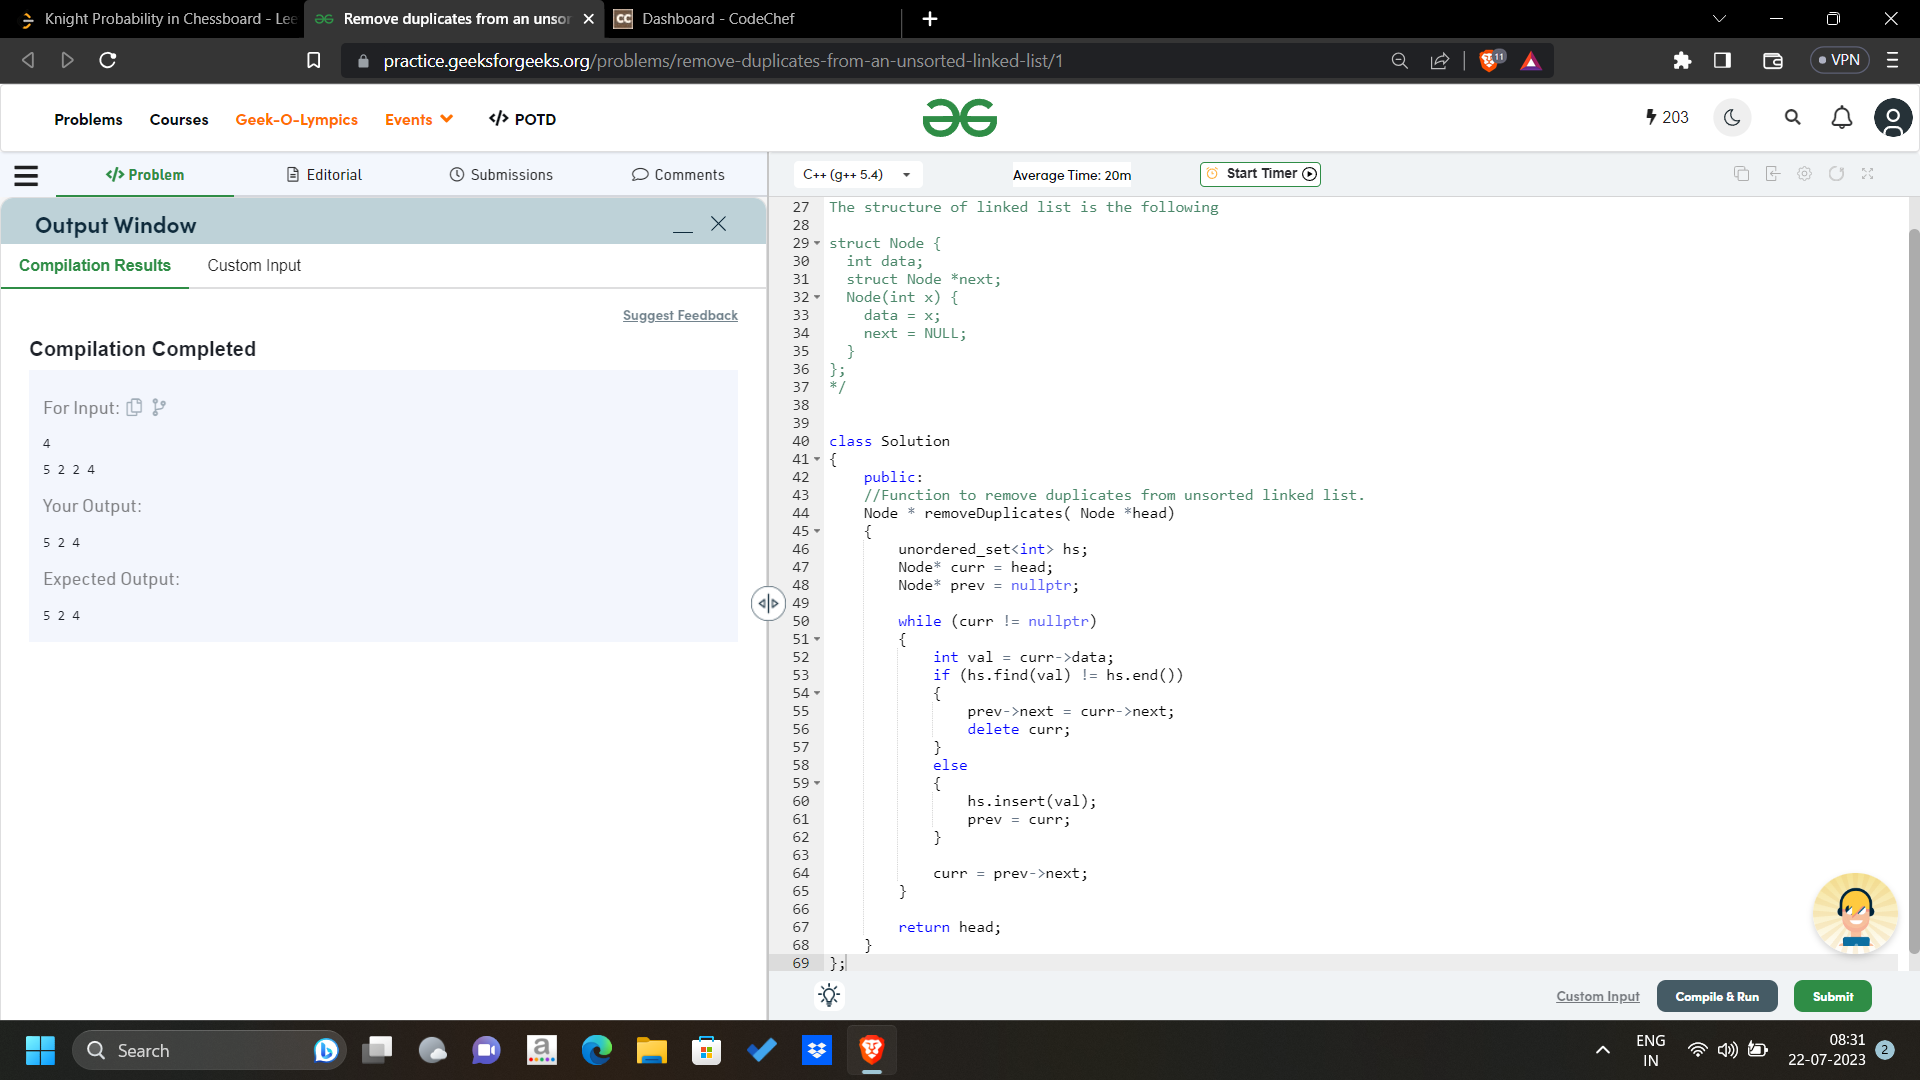 Knight Probability in Chessboard - Lee
Remove duplicates from an unsor
CC Dashboard - CodeChef
practice.geeksforgeeks.org/problems/remove-duplicates-from-an-unsorted-linked-list/1
11
VPN
Problems Courses Geek-O-Lympics Events </> POTD
203
</> Problem Editorial Submissions Comments
C++ (g++ 5.4) Average Time: 20m Start Timer
Output Window
Compilation Results Custom Input
Suggest Feedback
Compilation Completed
For Input:
4
5 2 2 4
Your Output:
5 2 4
Expected Output:
5 2 4
27 The structure of linked list is the following
28
29 struct Node {
30 int data;
31 struct Node *next;
32 Node(int x) {
33 data = x;
34 next = NULL;
35 }
36 };
37 */
38
39
40 class Solution
41 {
42 public:
43 //Function to remove duplicates from unsorted linked list.
44 Node * removeDuplicates( Node *head)
45 {
46 unordered_set<int> hs;
47 Node* curr = head;
48 Node* prev = nullptr;
49
50 while (curr != nullptr)
51 {
52 int val = curr->data;
53 if (hs.find(val) != hs.end())
54 {
55 prev->next = curr->next;
56 delete curr;
57 }
58 else
59 {
60 hs.insert(val);
61 prev = curr;
62 }
63
64 curr = prev->next;
65 }
66
67 return head;
68 }
69 };
Custom Input Compile & Run Submit
Search
ENG
IN
08:31
22-07-2023
2